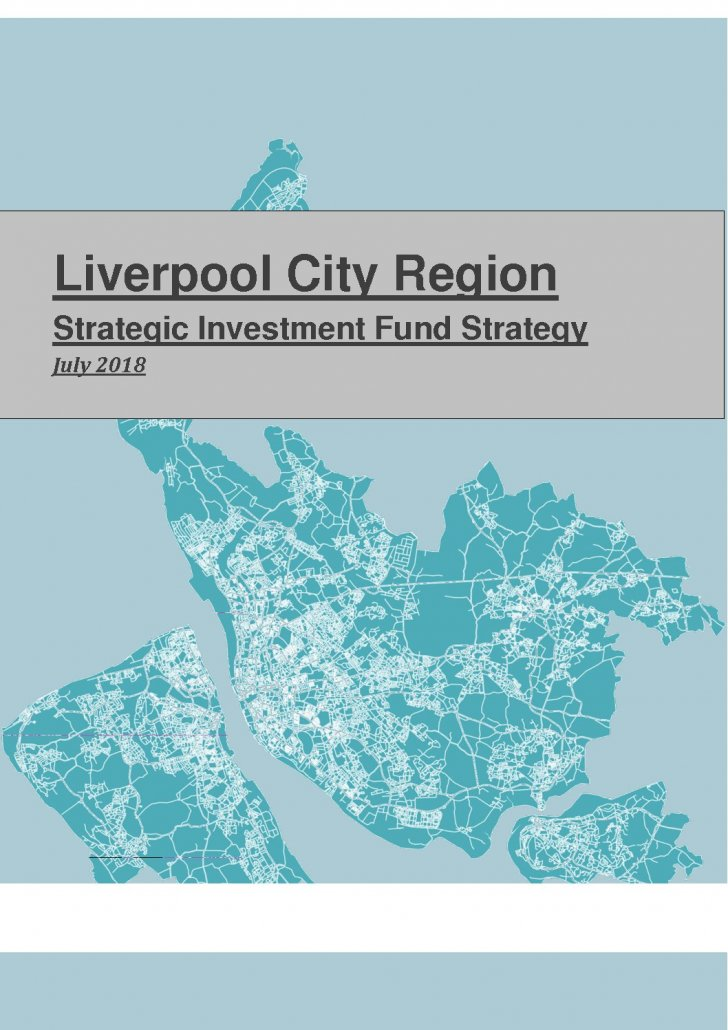 Liverpool City Region
Strategic Investment Fund Strategy
July 2018